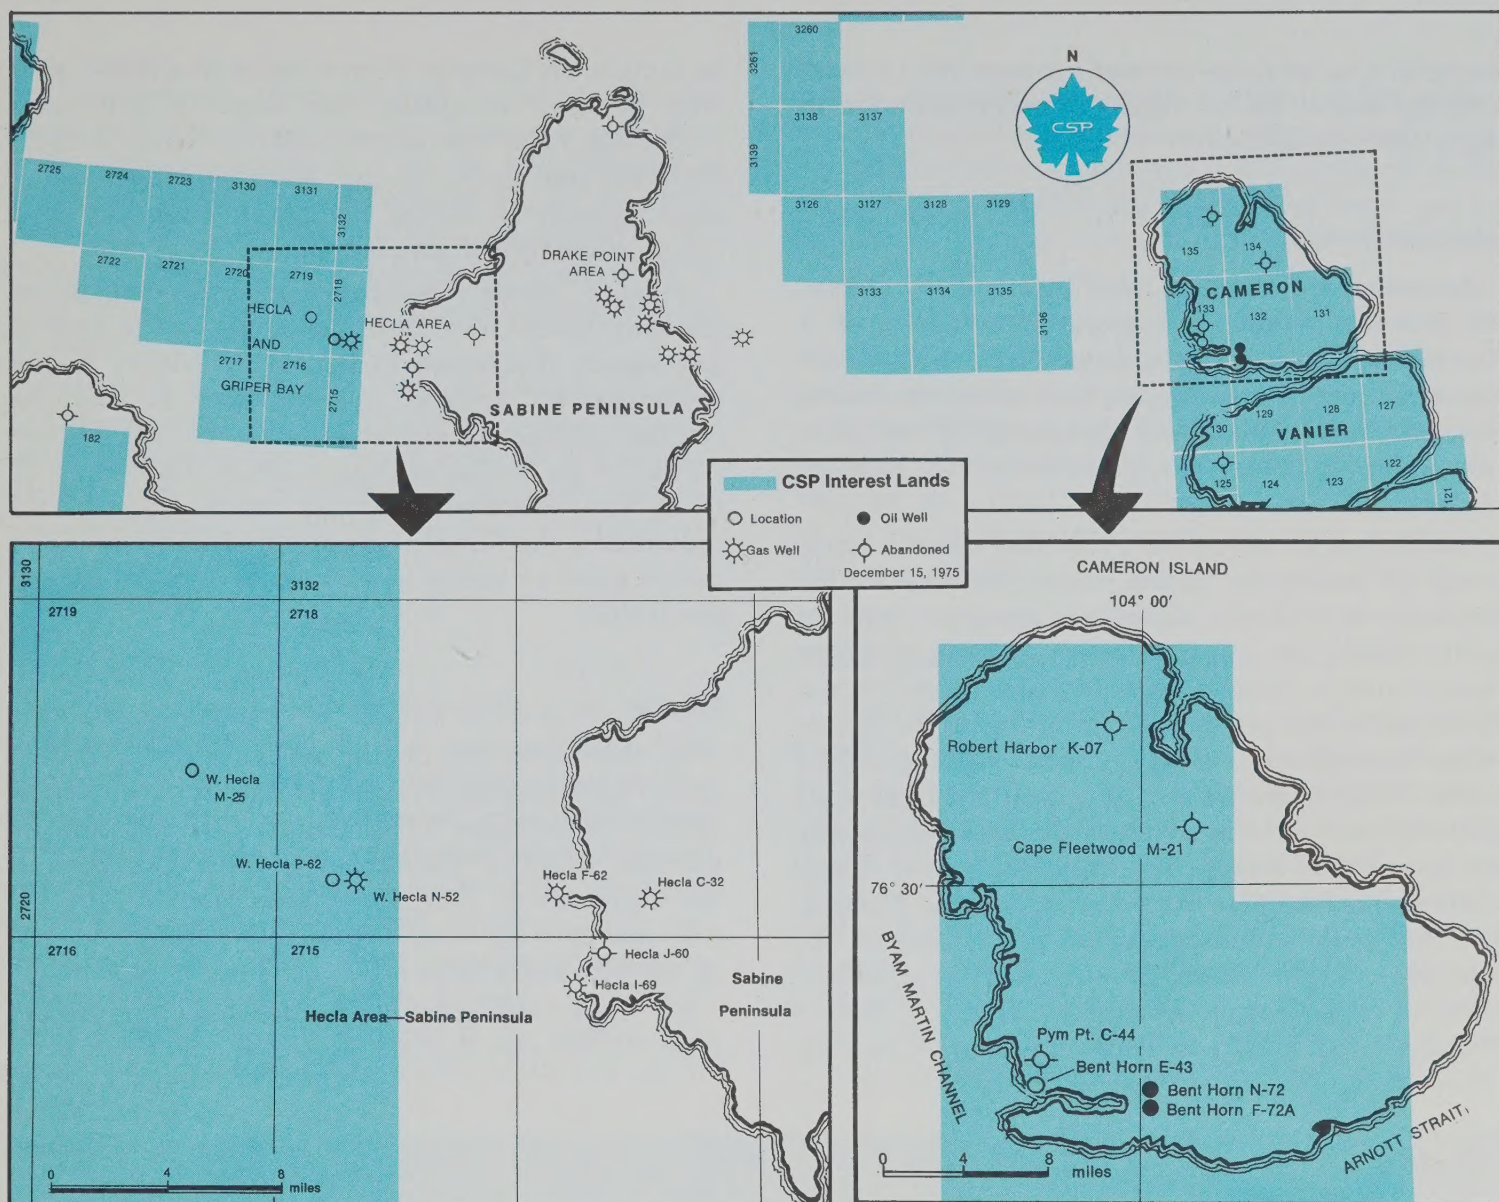 3260
3261
3138
3137
3139
3126
3127
3128
3129
3133
3134
3135
3136
N
CSP
2725
2724
2723
3130
3131
3132
2722
2721
2720
2719
2718
HECLA
AND
GRIPER BAY
2717
2716
2715
182
HECLA AREA
DRAKE POINT
AREA
SABINE PENINSULA
135
134
CAMERON
133
132
131
129
128
127
130
VANIER
125
124
123
122
121
CSP Interest Lands
Location
Oil Well
Gas Well
Abandoned
December 15, 1975
3130
3132
2719
2718
W. Hecla
M-25
W. Hecla P-62
W. Hecla N-52
Hecla F-62
Hecla C-32
2720
2716
2715
Hecla J-60
Hecla I-69
Sabine
Peninsula
Hecla Area—Sabine Peninsula
0 4 8
miles
CAMERON ISLAND
104° 00′
Robert Harbor K-07
Cape Fleetwood M-21
76° 30′
BYAM MARTIN CHANNEL
Pym Pt. C-44
Bent Horn E-43
Bent Horn N-72
Bent Horn F-72A
ARNOTT STRAIT
0 4 8
miles